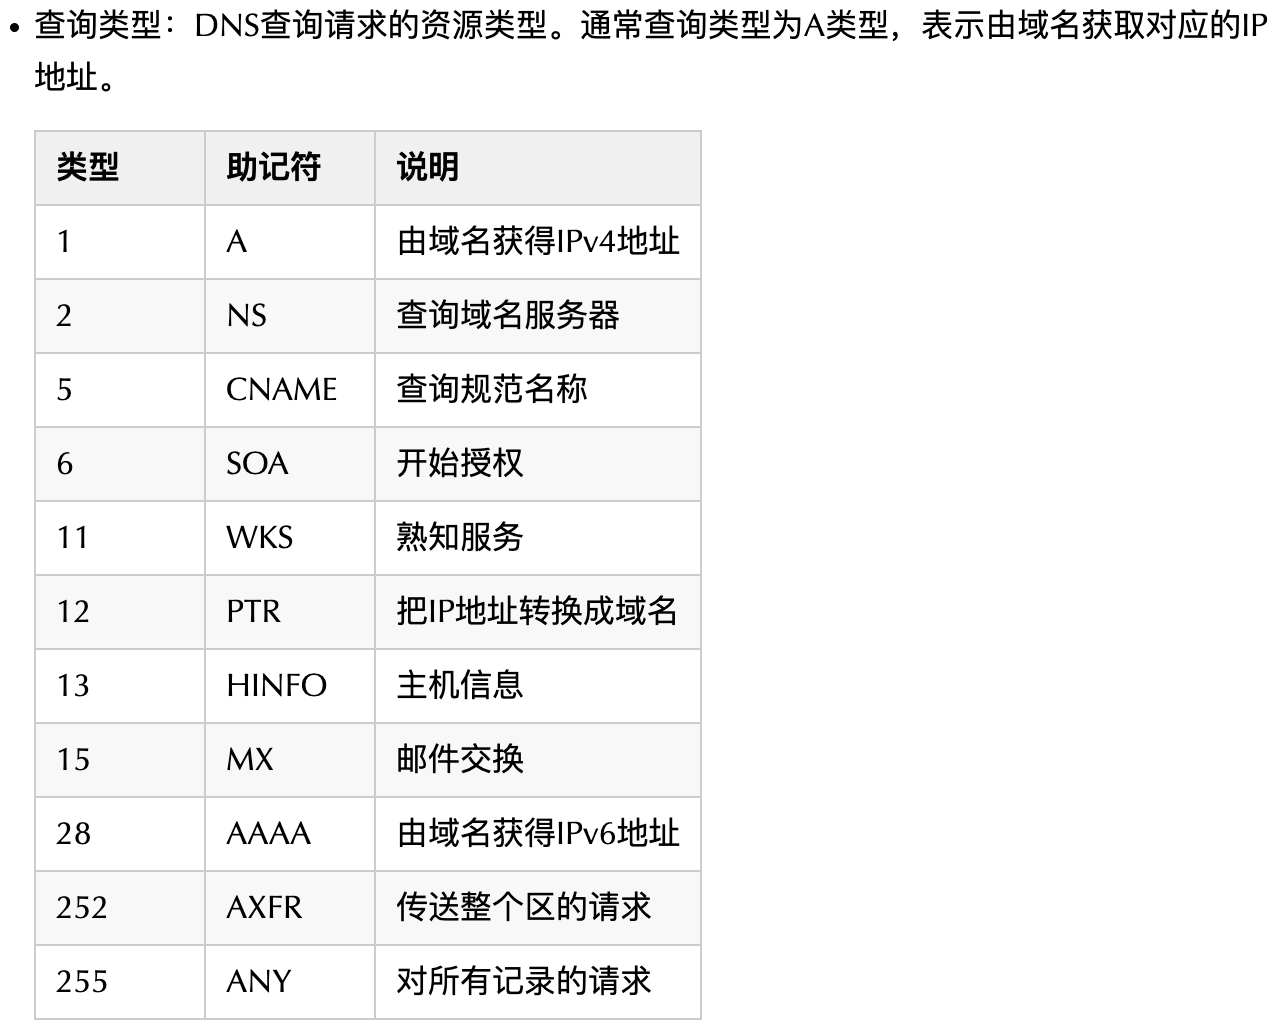 • 查询类型：DNS查询请求的资源类型。通常查询类型为A类型，表示由域名获取对应的IP
地址。
类型 助记符 说明
1 A 由域名获得IPv4地址
2 NS 查询域名服务器
5 CNAME 查询规范名称
6 SOA 开始授权
11 WKS 熟知服务
12 PTR 把IP地址转换成域名
13 HINFO 主机信息
15 MX 邮件交换
28 AAAA 由域名获得IPv6地址
252 AXFR 传送整个区的请求
255 ANY 对所有记录的请求